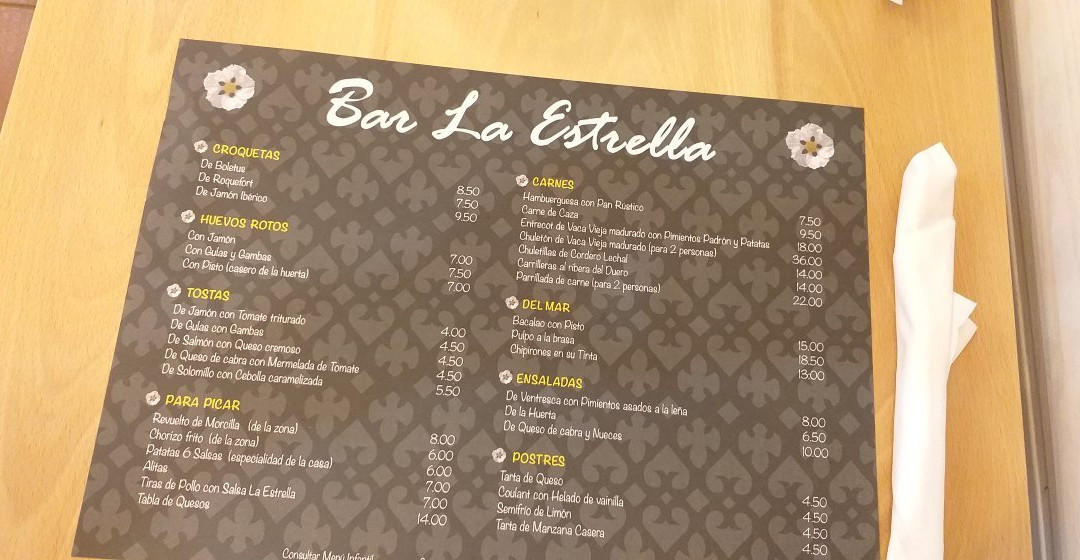 Bar La Estrella
CROQUETAS
De Boletus 8.50
De Roquefort 7.50
De Jamón Ibérico 9.50
HUEVOS ROTOS
Con Jamón 7.00
Con Gulas y Gambas 7.50
Con Pisto (casero de la huerta) 7.00
TOSTAS
De Jamón con Tomate triturado 4.00
De Gulas con Gambas 4.50
De Salmón con Queso cremoso 4.50
De Queso de cabra con Mermelada de Tomate 4.50
De Solomillo con Cebolla caramelizada 5.50
PARA PICAR
Revuelto de Morcilla (de la zona) 8.00
Chorizo frito (de la zona) 6.00
Patatas 6 Salsas (especialidad de la casa) 6.00
Alitas 7.00
Tiras de Pollo con Salsa La Estrella 7.00
Tabla de Quesos 14.00
CARNES
Hamburguesa con Pan Rústico 7.50
Carne de Caza 9.50
Entrecot de Vaca Vieja madurado con Pimientos Padrón y Patatas 18.00
Chuletón de Vaca Vieja madurado (para 2 personas) 36.00
Chuletillas de Cordero Lechal 14.00
Carrilleras al ribera del Duero 14.00
Parrillada de carne (para 2 personas) 22.00
DEL MAR
Bacalao con Pisto 15.00
Pulpo a la brasa 18.50
Chipirones en su Tinta 13:00
ENSALADAS
De Ventresca con Pimientos asados a la leña 8.00
De la Huerta 6.50
De Queso de cabra y Nueces 10.00
POSTRES
Tarta de Queso 4.50
Coulant con Helado de vainilla 4.50
Semifrío de Limón 4.50
Tarta de Manzana Casera 4.50
Consultar Menú Infantil